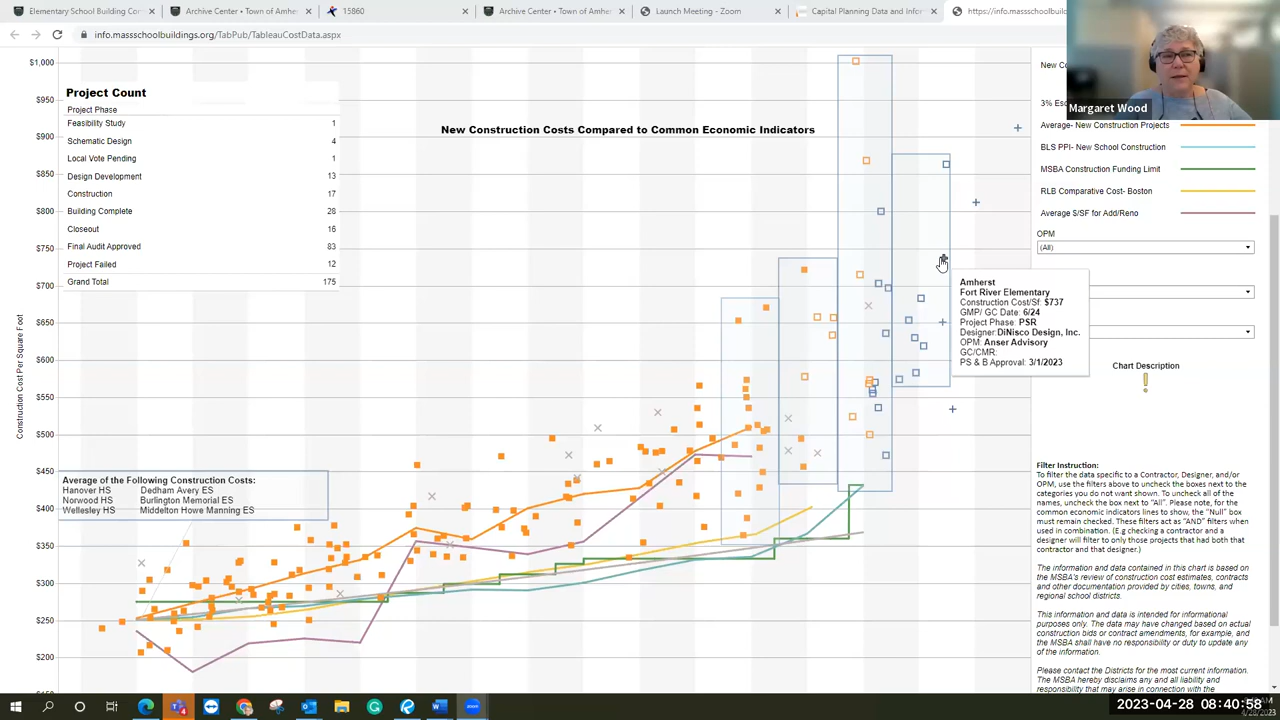 Elementary School Building Con
Archive Center • Town of Amher
15860
Archive Center • Town of Amhe
Launch Meeting - Zoom
Capital Planning Data and Infor
https://info.massschoolbuildings.or
info.massschoolbuildings.org/TabPub/TableauCostData.aspx
Margaret Wood
$1,000
$950
$900
$850
$800
$750
$700
$650
$600
$550
$500
$450
$400
$350
$300
$250
$200
Construction Cost Per Square Foot
Project Count
Project Phase
Feasibility Study 1
Schematic Design 4
Local Vote Pending 1
Design Development 13
Construction 17
Building Complete 28
Closeout 16
Final Audit Approved 83
Project Failed 12
Grand Total 175
New Construction Costs Compared to Common Economic Indicators
Average of the Following Construction Costs:
Hanover HS Dedham Avery ES
Norwood HS Burlington Memorial ES
Wellesley HS Middelton Howe Manning ES
Amherst
Fort River Elementary
Construction Cost/Sf: $737
GMP/ GC Date: 6/24
Project Phase: PSR
Designer:DiNisco Design, Inc.
OPM: Anser Advisory
GC/CMR:
PS & B Approval: 3/1/2023
New Co
3% Es
Average- New Construction Projects
BLS PPI- New School Construction
MSBA Construction Funding Limit
RLB Comparative Cost- Boston
Average $/SF for Add/Reno
OPM
(All)
Chart Description
Filter Instruction:
To filter the data specific to a Contractor, Designer, and/or
OPM, use the filters above to uncheck the boxes next to the
categories you do not want shown. To uncheck all of the
names, uncheck the box next to "All". Please note, for the
common economic indicators lines to show, the "Null" box
must remain checked. These filters act as "AND" filters when
used in combination. (E.g checking a contractor and a
designer will filter to only those projects that had both that
contractor and that designer.)
The information and data contained in this chart is based on
the MSBA's review of construction cost estimates, contracts
and other documentation provided by cities, towns, and
regional school districts.
This information and data is intended for informational
purposes only. The data may have changed based on actual
construction bids or contract amendments, for example, and
the MSBA shall have no responsibility or duty to update any
of the information.
Please contact the Districts for the most current information.
The MSBA hereby disclaims any and all liability and
responsibility that may arise in connection with the
2023-04-28 08:40:58